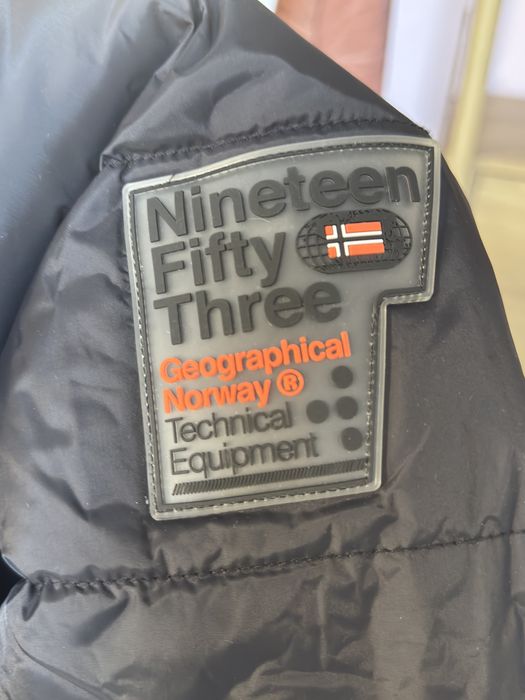 Nineteen
Fifty
Three
Geographical
Norway ®
Technical
Equipment